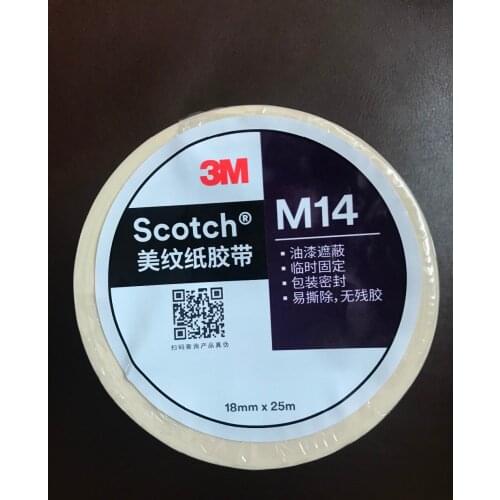 3M
Scotch®
美纹纸胶带
M14
▪ 油漆遮蔽
▪ 临时固定
▪ 包装密封
▪ 易撕除,无残胶
扫码查询产品真伪
18mm x 25m